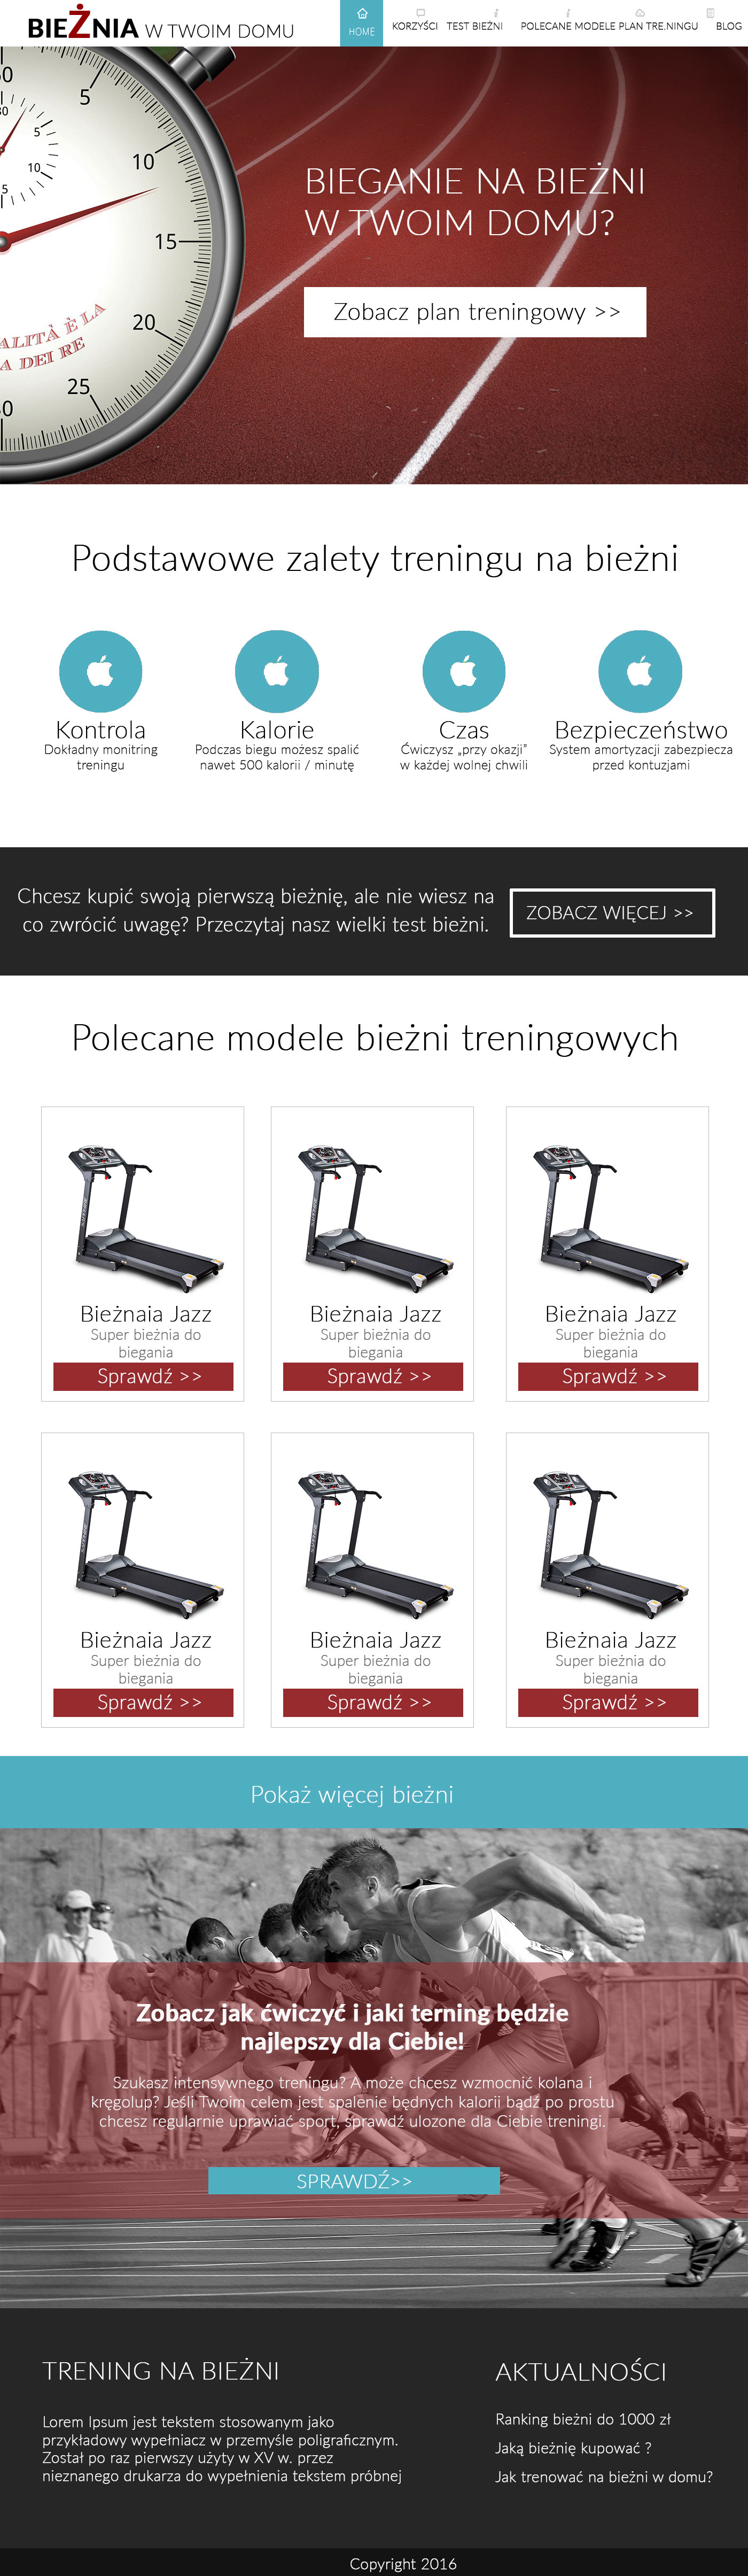 BIEŻNIA W TWOIM DOMU
HOME
KORZYŚCI
TEST BIEŹNI
POLECANE MODELE
PLAN TRE.NINGU
BLOG
5
10
15
20
25
5
10
ALITÀ È LA
A DEI RE
BIEGANIE NA BIEŹNI
W TWOIM DOMU?
Zobacz plan treningowy >>
Podstawowe zalety treningu na bieżni
Kontrola
Dokładny monitring
treningu
Kalorie
Podczas biegu możesz spalić
nawet 500 kalorii / minutę
Czas
Ćwiczysz „przy okazji”
w każdej wolnej chwili
Bezpieczeństwo
System amortyzacji zabezpiecza
przed kontuzjami
Chcesz kupić swoją pierwszą bieżnię, ale nie wiesz na
co zwrócić uwagę? Przeczytaj nasz wielki test bieżni.
ZOBACZ WIĘCEJ >>
Polecane modele bieżni treningowych
Bieżnaia Jazz
Super bieżnia do
biegania
Sprawdź >>
Bieżnaia Jazz
Super bieżnia do
biegania
Sprawdź >>
Bieżnaia Jazz
Super bieżnia do
biegania
Sprawdź >>
Bieżnaia Jazz
Super bieżnia do
biegania
Sprawdź >>
Bieżnaia Jazz
Super bieżnia do
biegania
Sprawdź >>
Bieżnaia Jazz
Super bieżnia do
biegania
Sprawdź >>
Pokaż więcej bieżni
Zobacz jak ćwiczyć i jaki terning będzie
najlepszy dla Ciebie!
Szukasz intensywnego treningu? A może chcesz wzmocnić kolana i
kręgolup? Jeśli Twoim celem jest spalenie będnych kalorii bądź po prostu
chcesz regularnie uprawiać sport, sprawdź ulozone dla Ciebie treningi.
SPRAWDŹ>>
TRENING NA BIEŻNI
Lorem Ipsum jest tekstem stosowanym jako
przykładowy wypełniacz w przemyśle poligraficznym.
Został po raz pierwszy użyty w XV w. przez
nieznanego drukarza do wypełnienia tekstem próbnej
AKTUALNOŚCI
Ranking bieżni do 1000 zł
Jaką bieżnię kupować ?
Jak trenować na bieżni w domu?
Copyright 2016